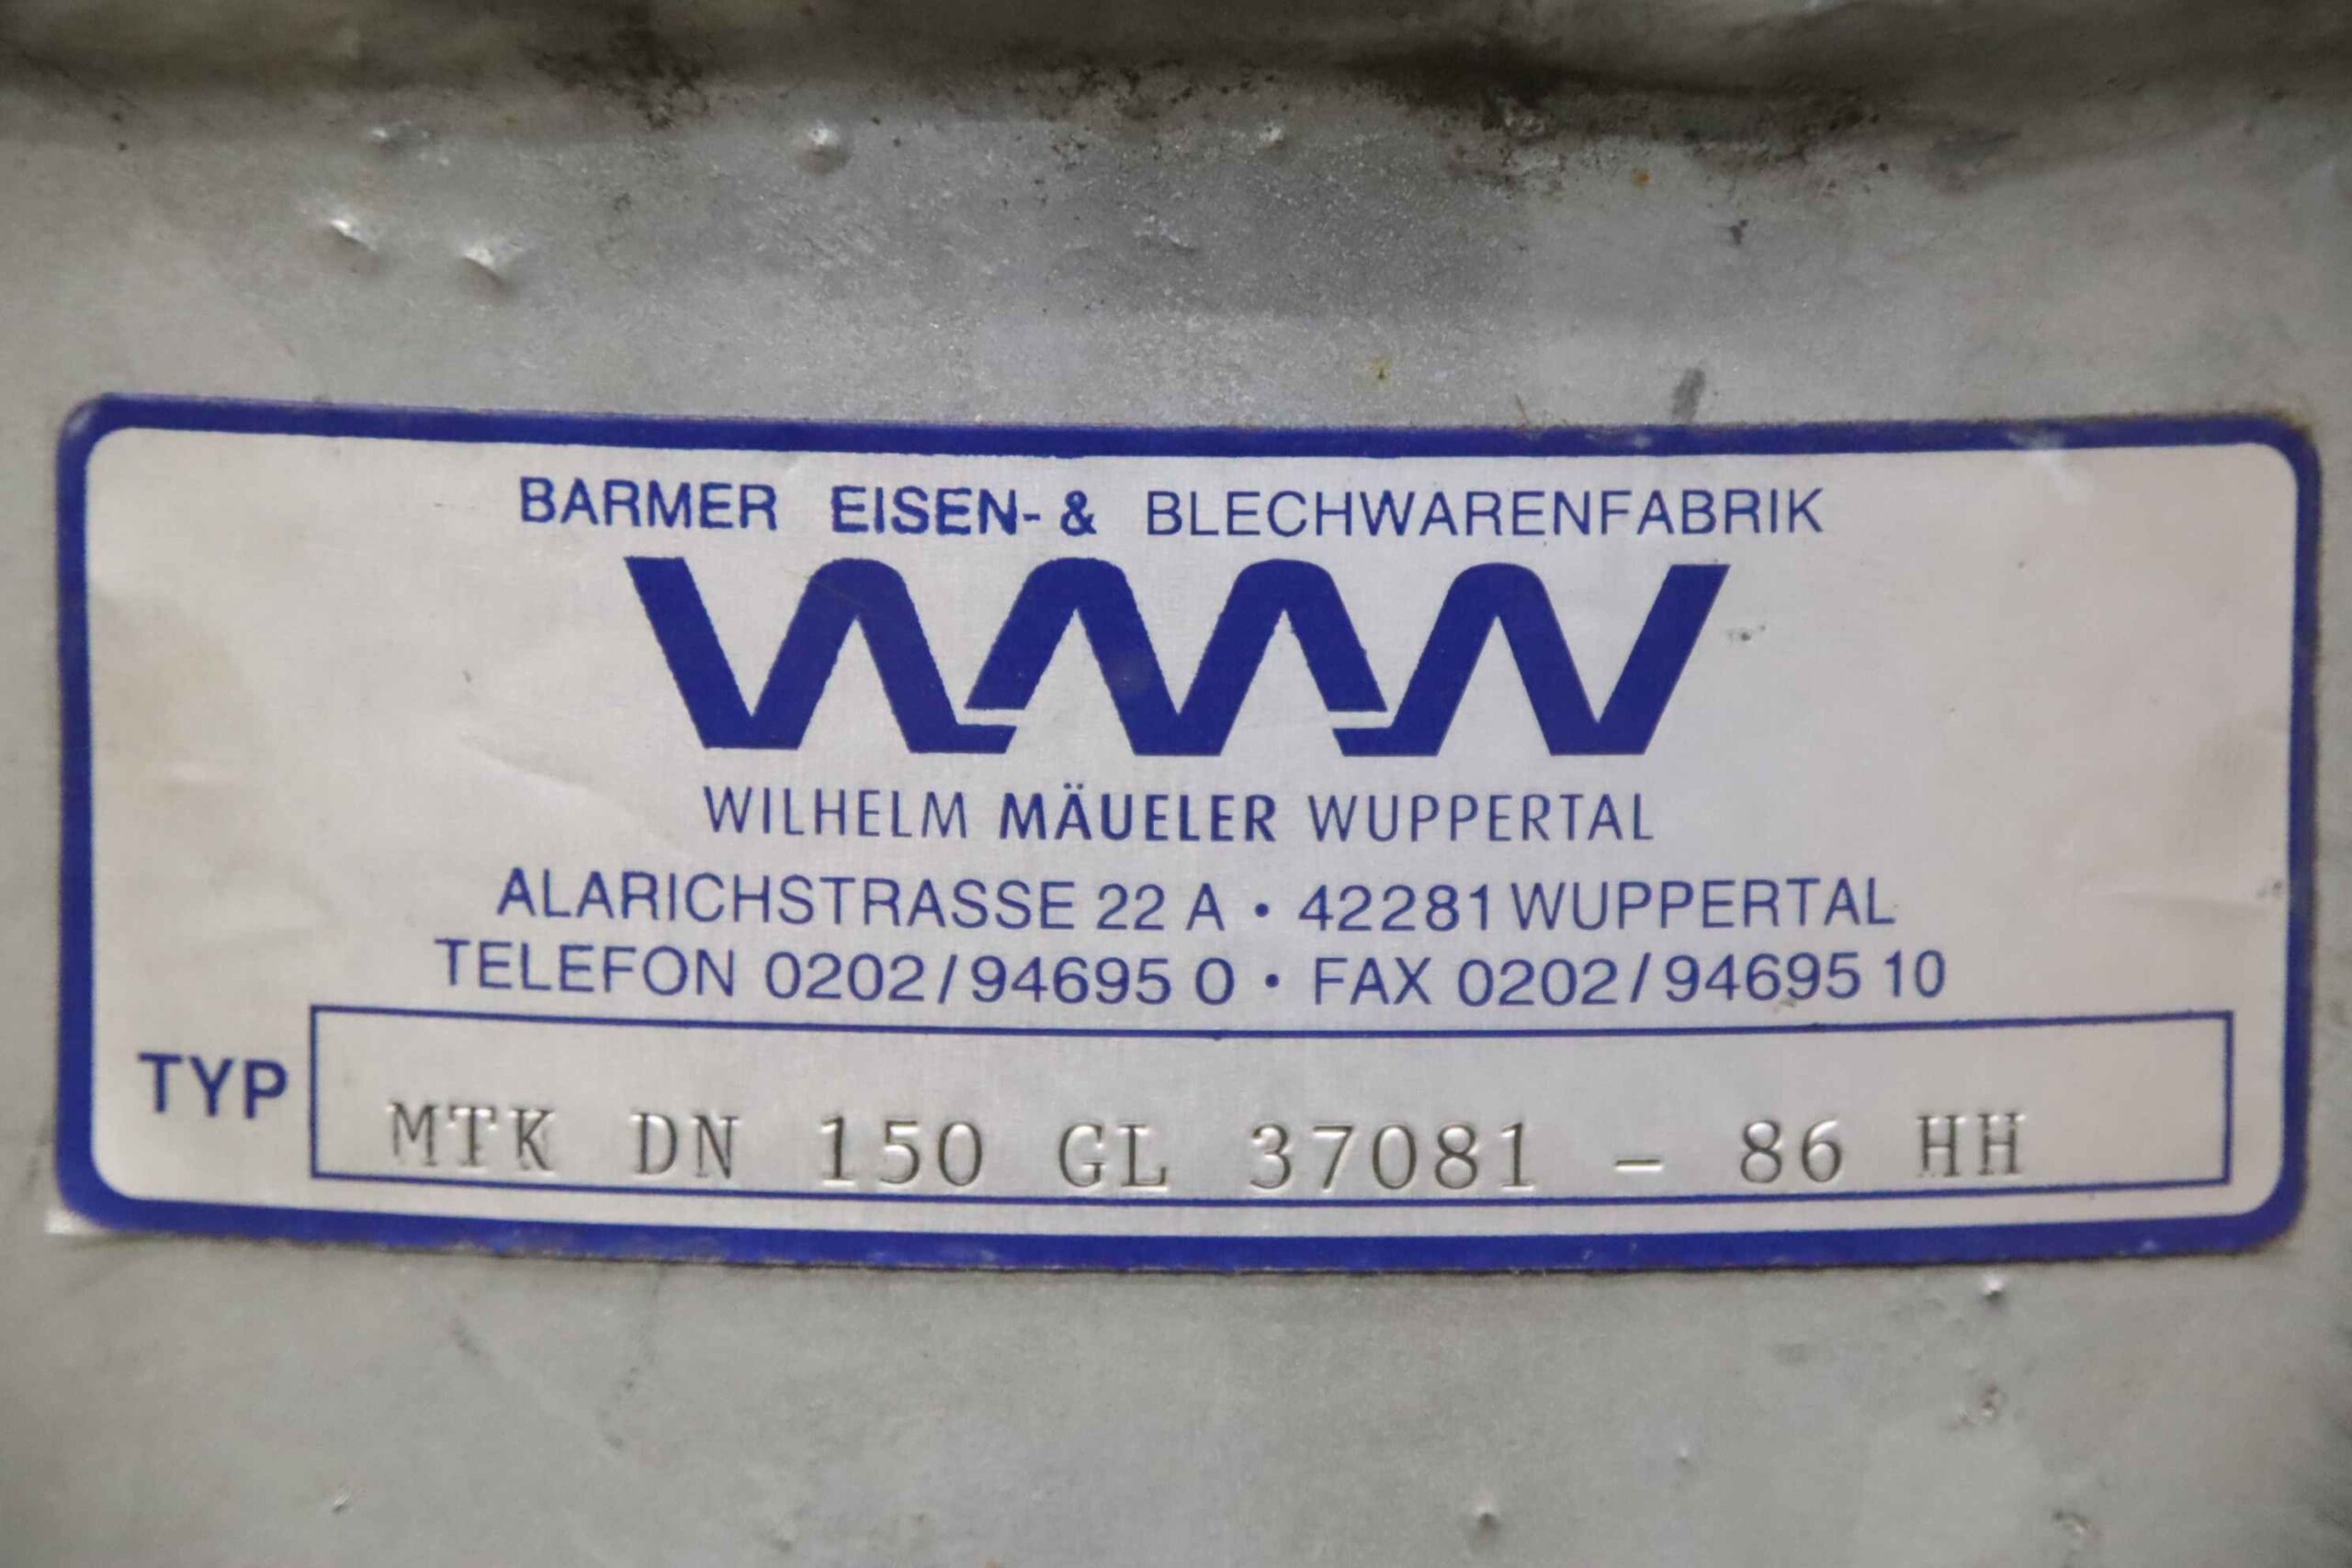 BARMER EISEN- & BLECHWARENFABRIK
WMW
WILHELM MÄUELER WUPPERTAL
ALARICHSTRASSE 22 A • 42281 WUPPERTAL
TELEFON 0202/94695 0 • FAX 0202/94695 10
TYP MTK DN 150 GL 37081 - 86 HH